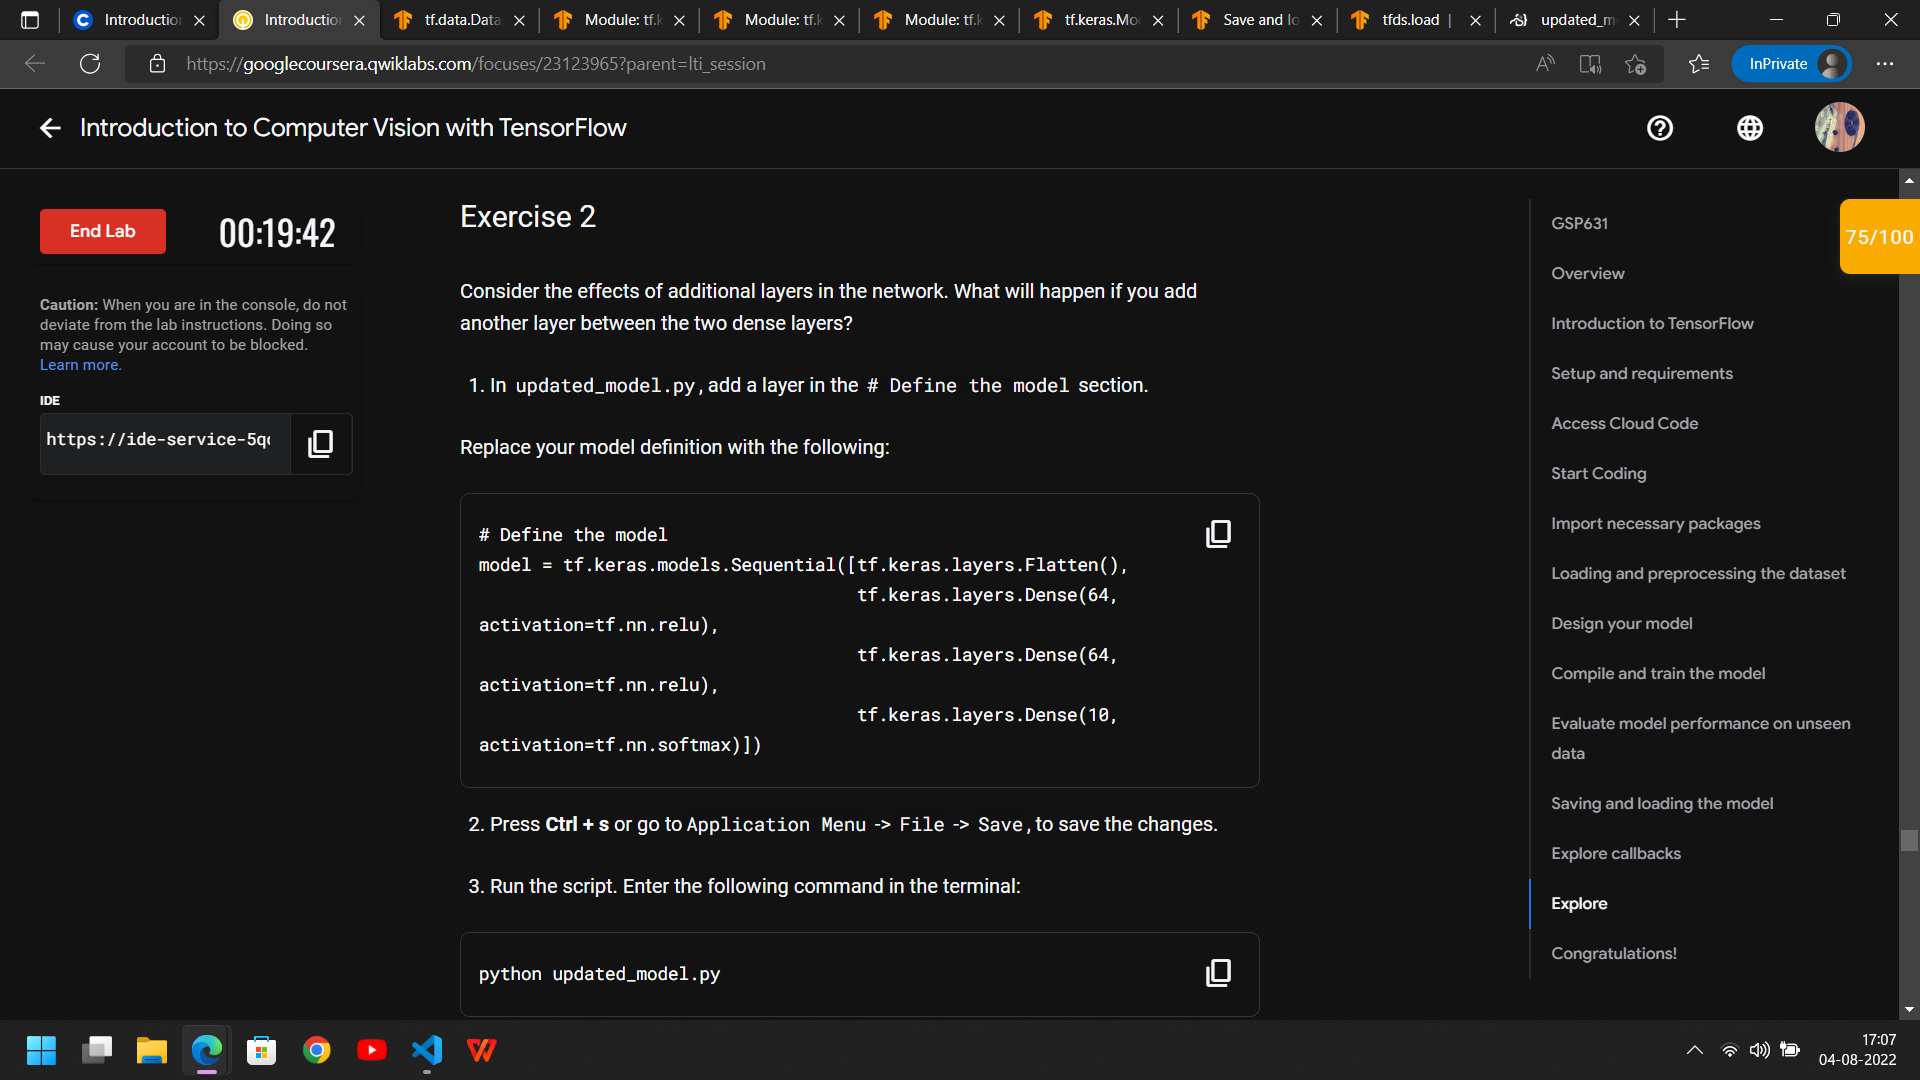 Introduction
Introduction
tf.data.Data
Module: tf.k
Module: tf.k
Module: tf.k
tf.keras.Mo
Save and lo
tfds.load |
updated_m
https://googlecoursera.qwiklabs.com/focuses/23123965?parent=lti_session
InPrivate
Introduction to Computer Vision with TensorFlow
End Lab
00:19:42
Caution: When you are in the console, do not
deviate from the lab instructions. Doing so
may cause your account to be blocked.
Learn more.
IDE
https://ide-service-5qc
Exercise 2
Consider the effects of additional layers in the network. What will happen if you add
another layer between the two dense layers?
1. In updated_model.py, add a layer in the # Define the model section.
Replace your model definition with the following:
# Define the model
model = tf.keras.models.Sequential([tf.keras.layers.Flatten(),
tf.keras.layers.Dense(64,
activation=tf.nn.relu),
tf.keras.layers.Dense(64,
activation=tf.nn.relu),
tf.keras.layers.Dense(10,
activation=tf.nn.softmax)])
2. Press Ctrl + s or go to Application Menu -> File -> Save, to save the changes.
3. Run the script. Enter the following command in the terminal:
python updated_model.py
GSP631
Overview
Introduction to TensorFlow
Setup and requirements
Access Cloud Code
Start Coding
Import necessary packages
Loading and preprocessing the dataset
Design your model
Compile and train the model
Evaluate model performance on unseen
data
Saving and loading the model
Explore callbacks
Explore
Congratulations!
75/100
17:07
04-08-2022